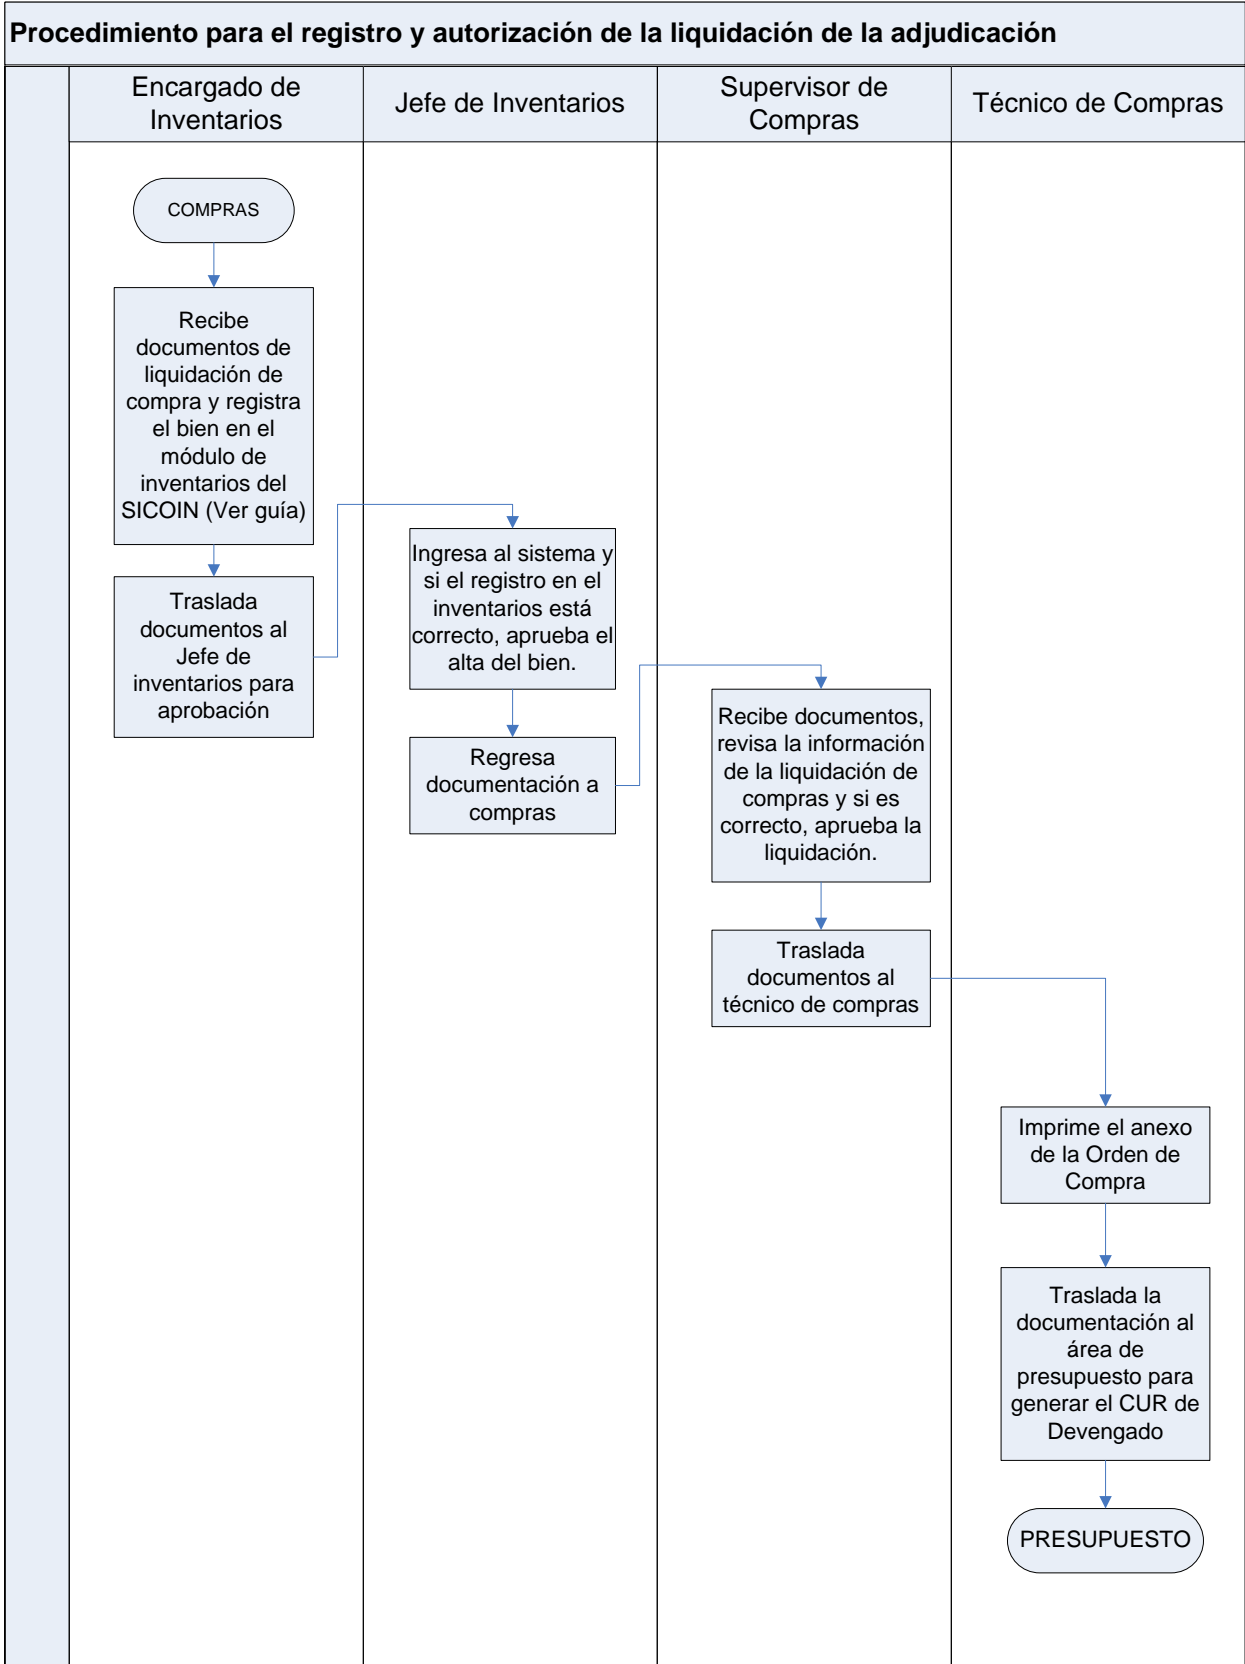 Procedimiento para el registro y autorización de la liquidación de la adjudicación
Encargado de
Inventarios
Jefe de Inventarios
Supervisor de
Compras
Técnico de Compras
COMPRAS
Recibe
documentos de
liquidación de
compra y registra
el bien en el
módulo de
inventarios del
SICOIN (Ver guía)
Traslada
documentos al
Jefe de
inventarios para
aprobación
Ingresa al sistema y
si el registro en el
inventarios está
correcto, aprueba el
alta del bien.
Regresa
documentación a
compras
Recibe documentos,
revisa la información
de la liquidación de
compras y si es
correcto, aprueba la
liquidación.
Traslada
documentos al
técnico de compras
Imprime el anexo
de la Orden de
Compra
Traslada la
documentación al
área de
presupuesto para
generar el CUR de
Devengado
PRESUPUESTO